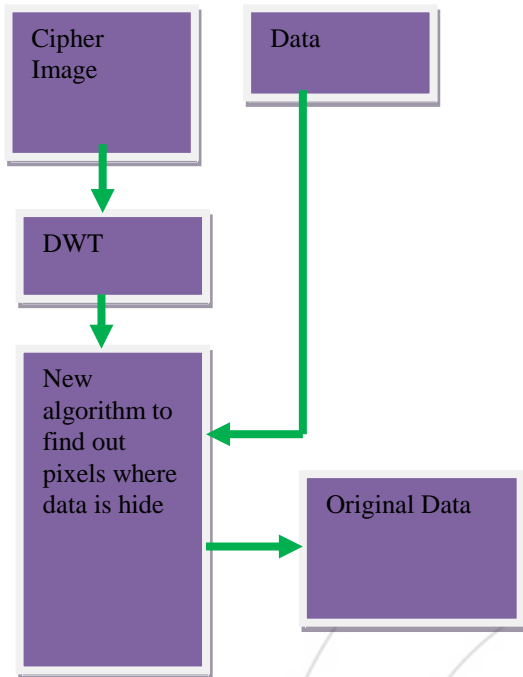 Cipher
Image
Data
DWT
New
algorithm to
find out
pixels where
data is hide
Original Data